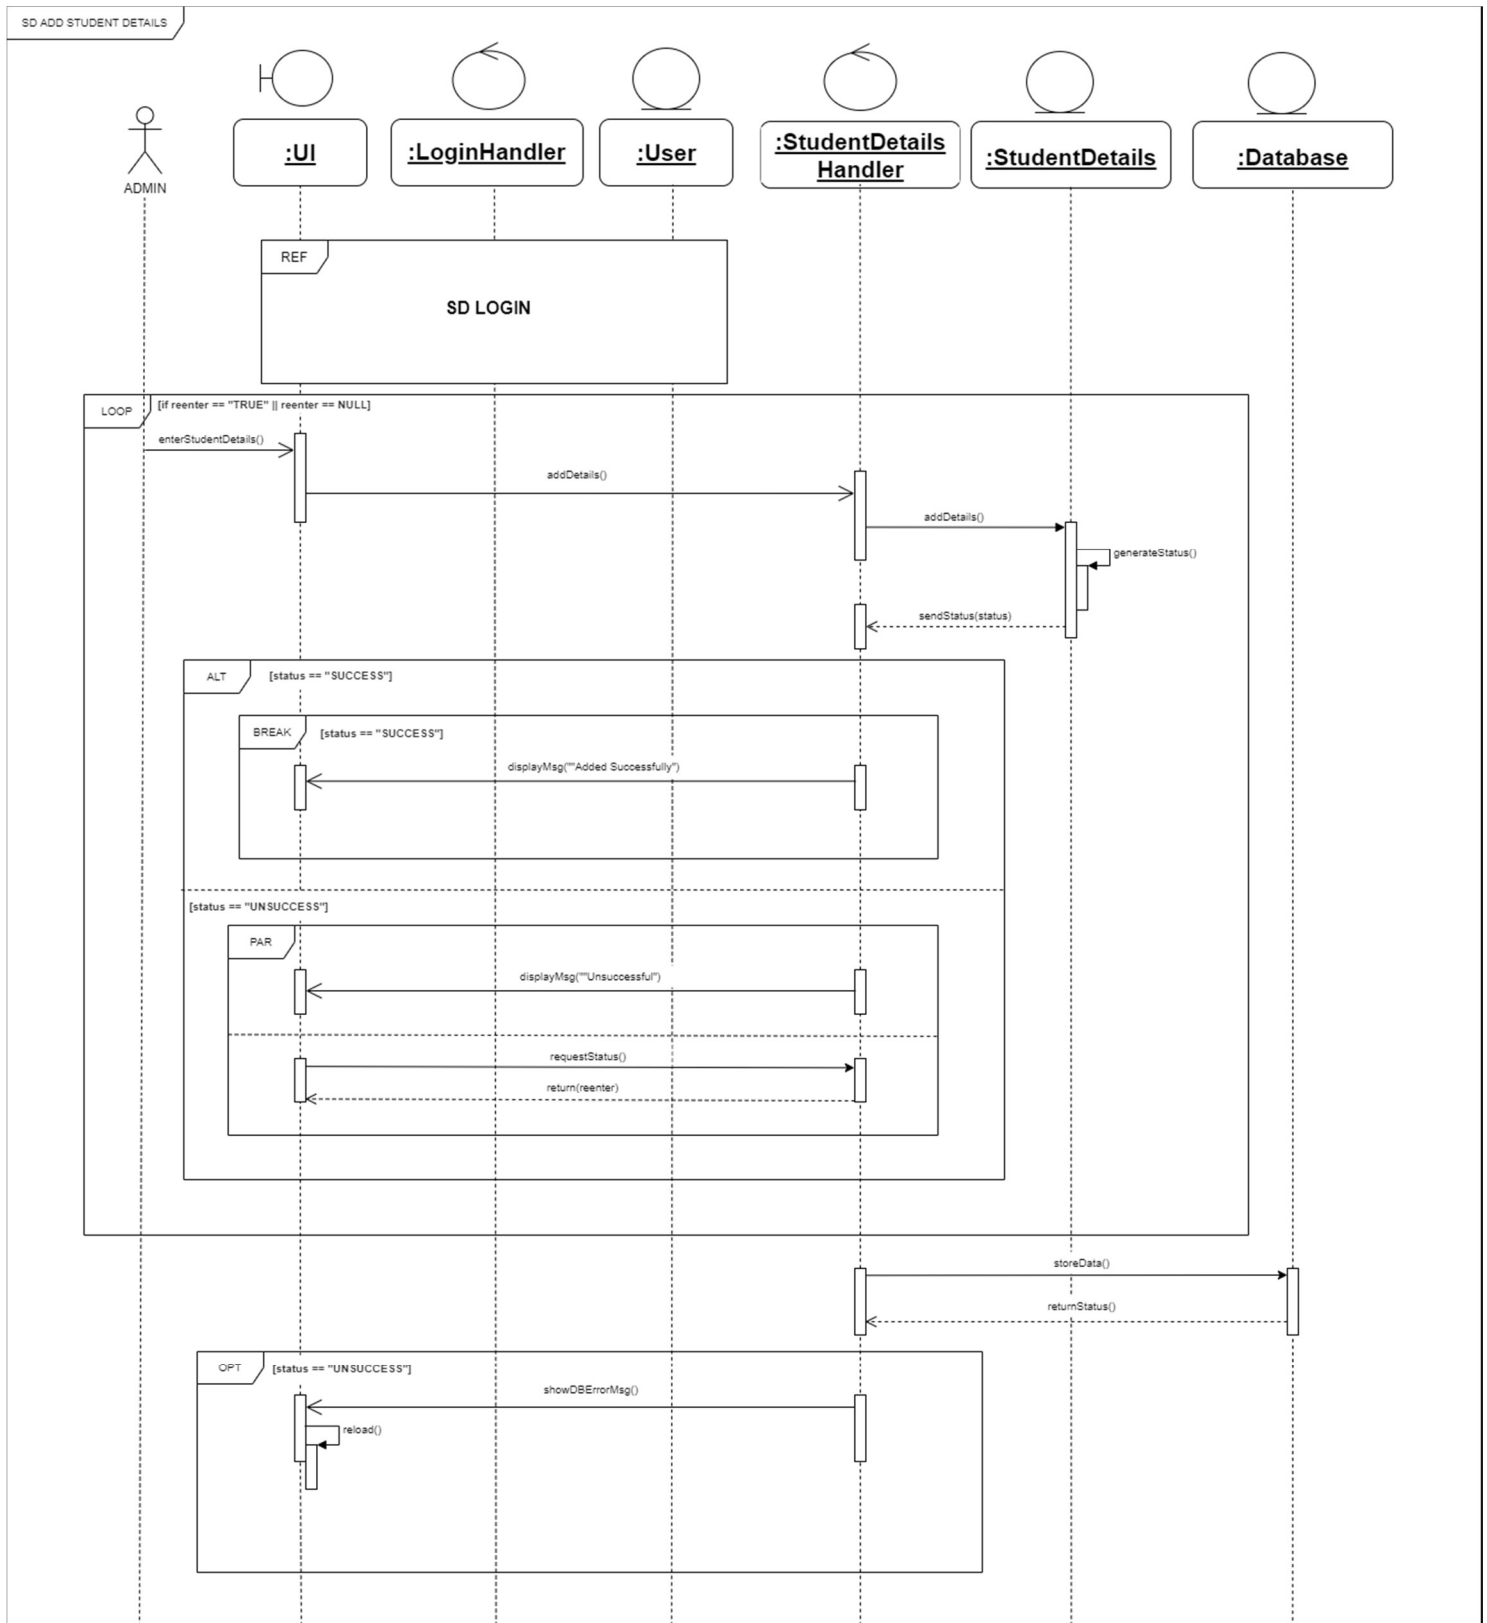 SD ADD STUDENT DETAILS
ADMIN
:UI
:LoginHandler
:User
:StudentDetails
Handler
:StudentDetails
:Database
REF
SD LOGIN
LOOP
[if reenter == "TRUE" || reenter == NULL]
enterStudentDetails()
addDetails()
addDetails()
generateStatus()
sendStatus(status)
ALT
[status == "SUCCESS"]
BREAK
[status == "SUCCESS"]
displayMsg(""Added Successfully")
[status == "UNSUCCESS"]
PAR
displayMsg(""Unsuccessful")
requestStatus()
return(reenter)
storeData()
returnStatus()
OPT
[status == "UNSUCCESS"]
showDBErrorMsg()
reload()